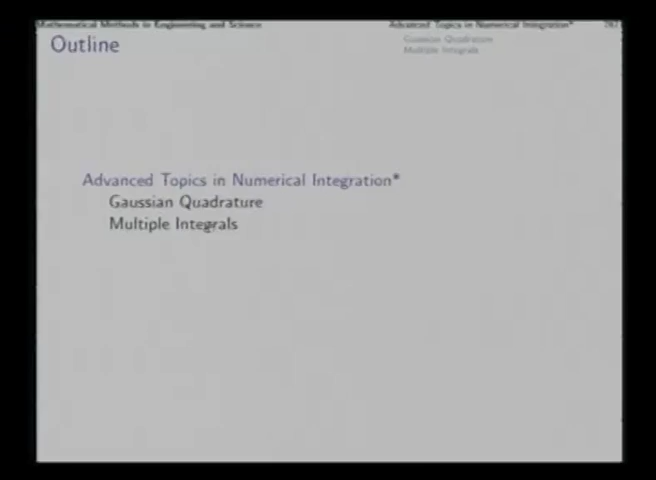 Mathematical Methods in Engineering and Science
Advanced Topics in Numerical Integration*
Gaussian Quadrature
Multiple Integrals
Outline
Advanced Topics in Numerical Integration*
Gaussian Quadrature
Multiple Integrals